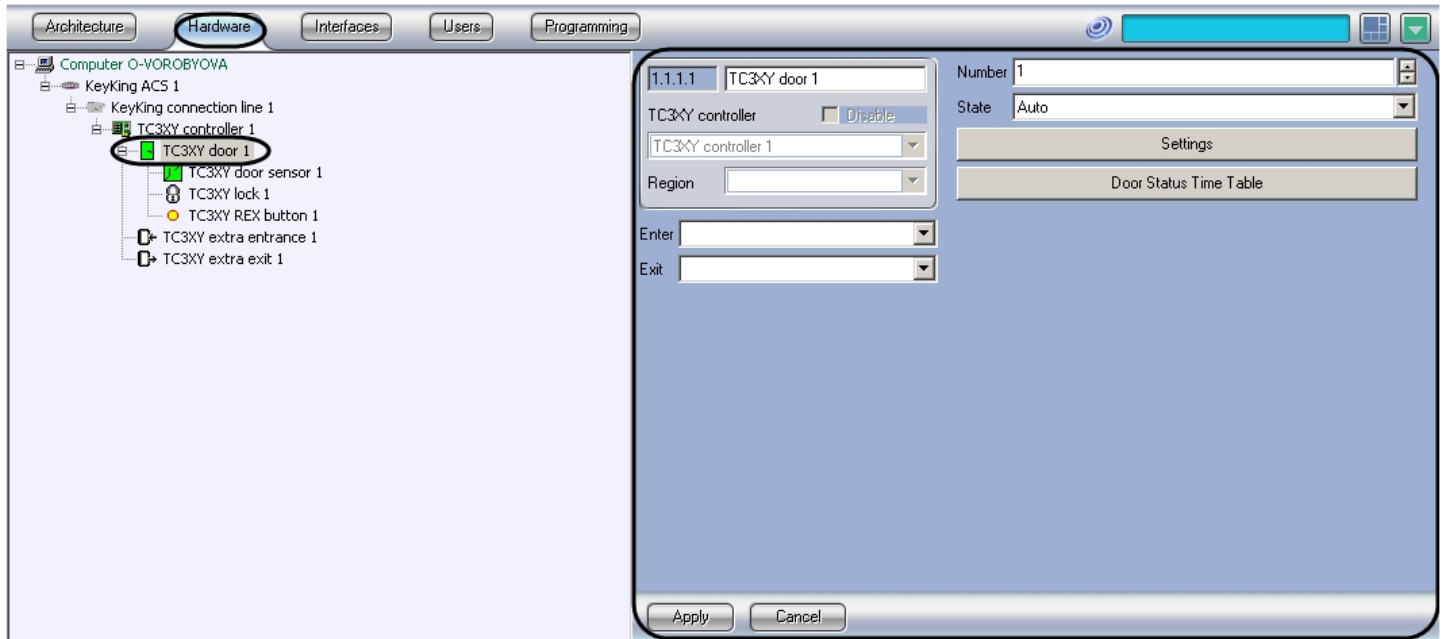 Architecture Hardware Interfaces Users Programming
Computer O-VOROBYOVA
KeyKing ACS 1
KeyKing connection line 1
TC3XY controller 1
TC3XY door 1
TC3XY door sensor 1
TC3XY lock 1
TC3XY REX button 1
TC3XY extra entrance 1
TC3XY extra exit 1
1.1.1.1 TC3XY door 1
TC3XY controller Disable
TC3XY controller 1
Region
Enter
Exit
Number 1
State Auto
Settings
Door Status Time Table
Apply Cancel